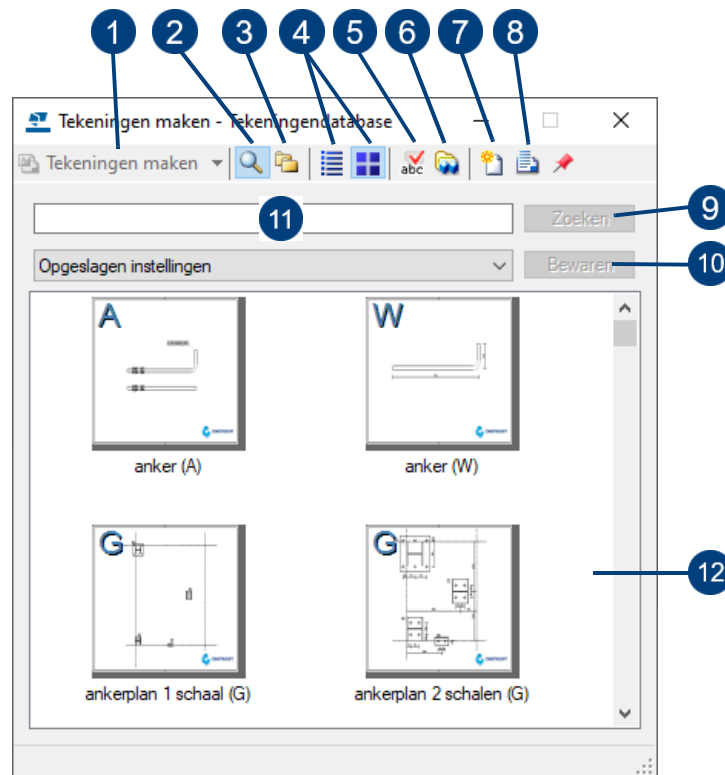 1 2 3 4 5 6 7 8
Tekeningen maken - Tekeningendatabase
Tekeningen maken
abc
11
Zoeken
9
Opgeslagen instellingen
Bewaren
10
A
W
anker (A)
anker (W)
G
G
ankerplan 1 schaal (G)
ankerplan 2 schalen (G)
12